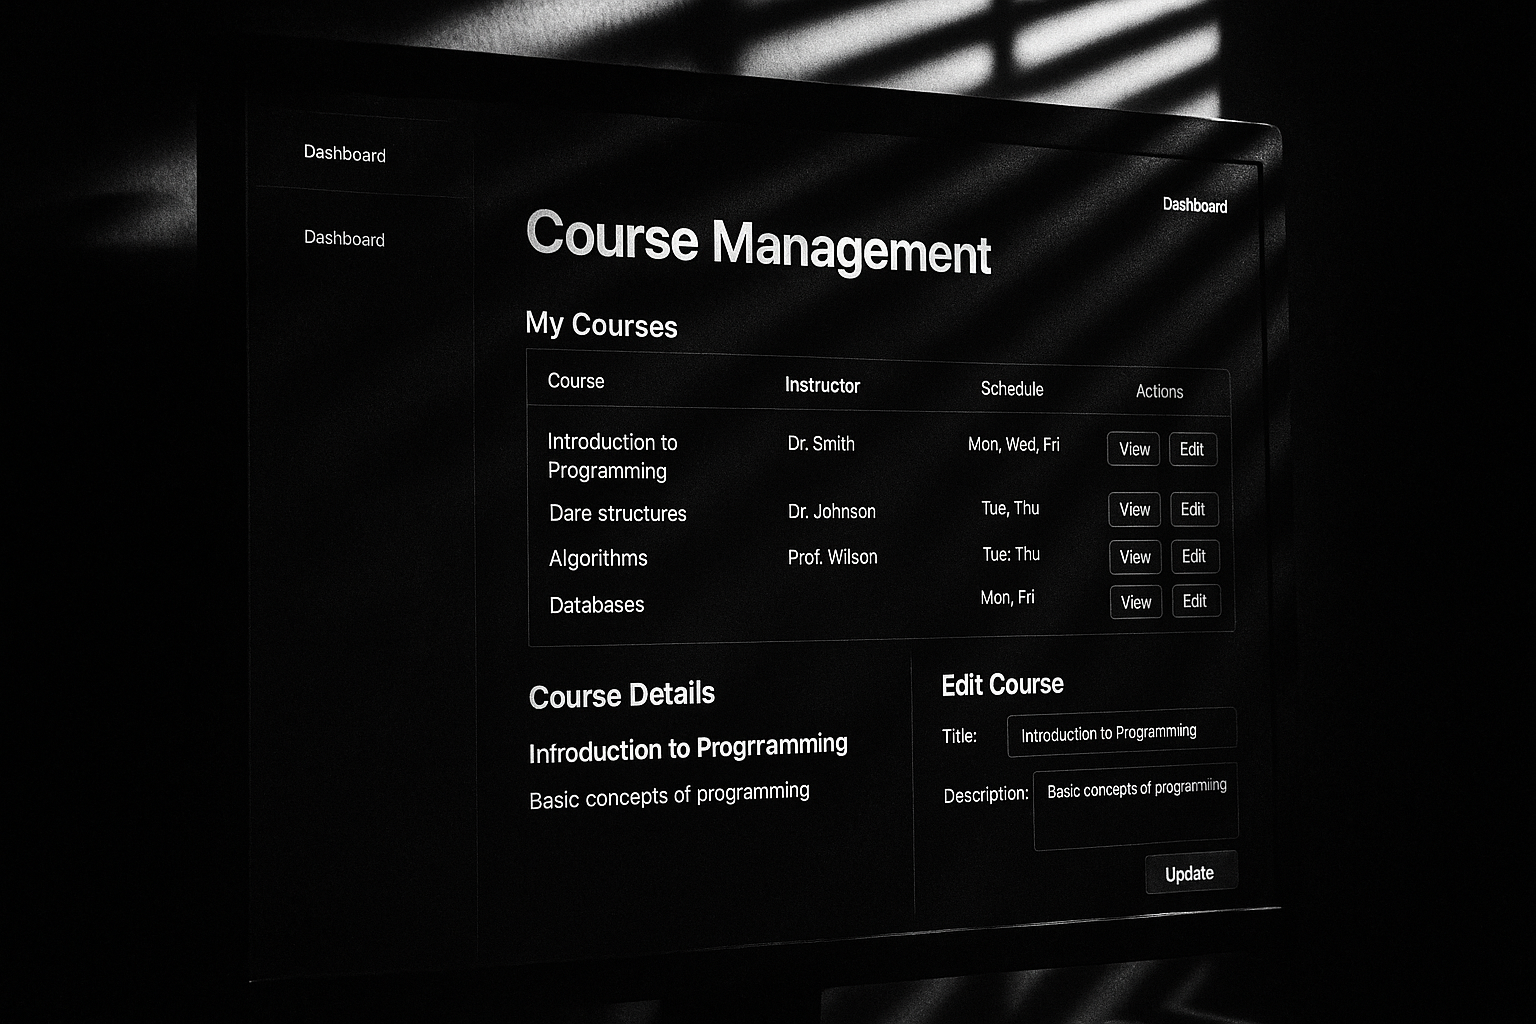 Dashboard
Dashboard
Dashboard
Course Management
My Courses
Course Instructor Schedule Actions
Introduction to Programming Dr. Smith Mon, Wed, Fri View Edit
Dare structures Dr. Johnson Tue, Thu View Edit
Algorithms Prof. Wilson Tue: Thu View Edit
Databases Mon, Fri View Edit
Course Details
Infroduction to Progrramming
Basic concepts of programming
Edit Course
Title: Introduction to Programming
Description: Basic concepts of programmiing
Update